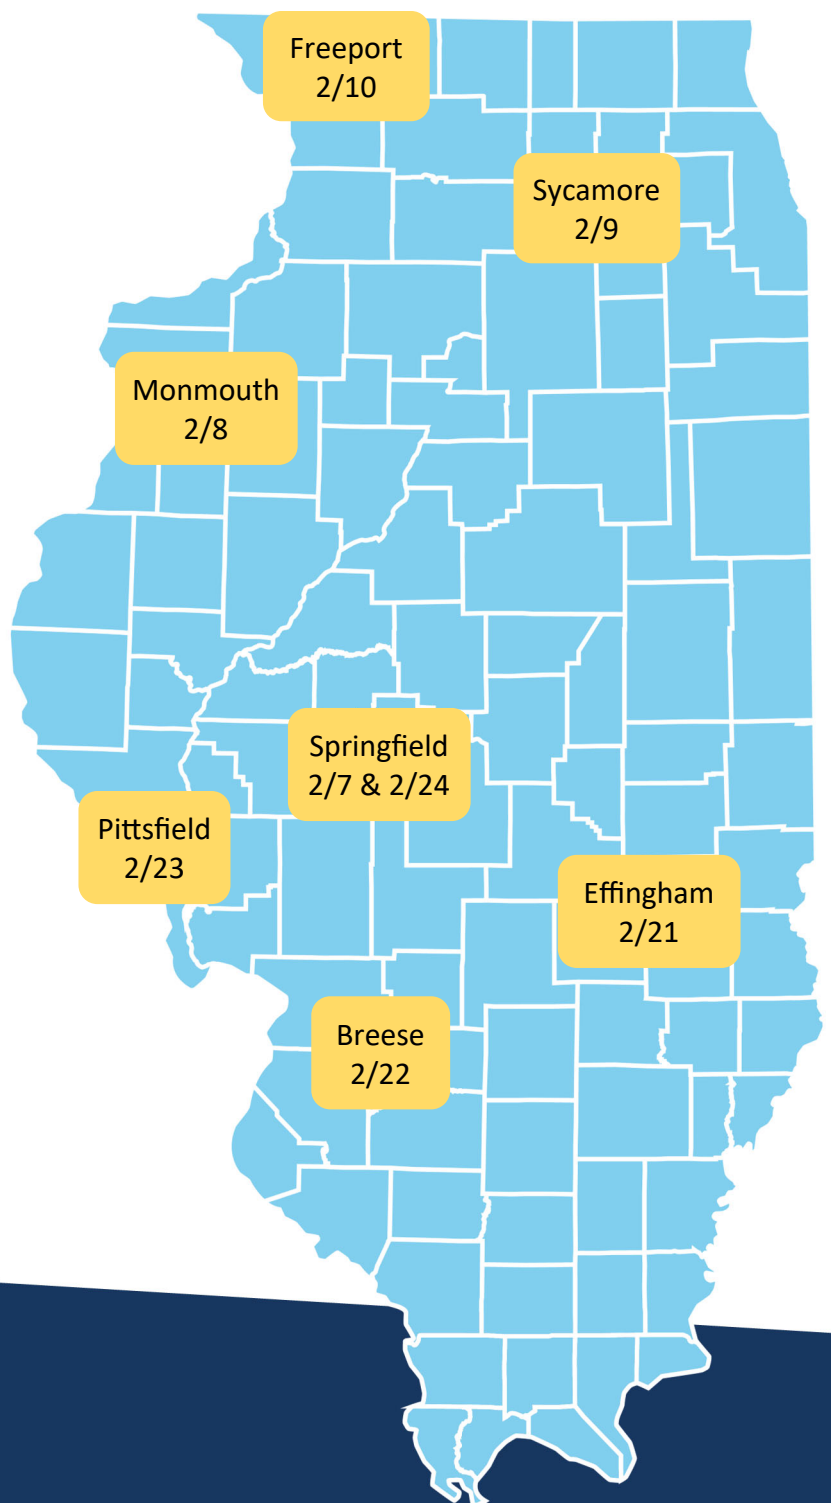 Freeport
2/10
Sycamore
2/9
Monmouth
2/8
Springfield
2/7 & 2/24
Pittsfield
2/23
Effingham
2/21
Breese
2/22